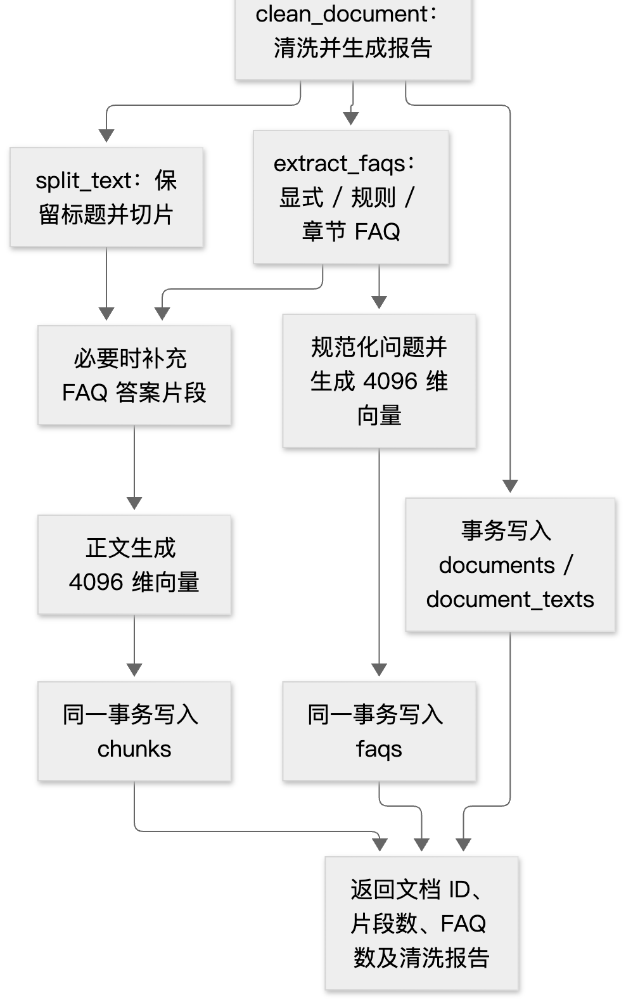 clean_document：
清洗并生成报告
split_text：保
留标题并切片
extract_faqs：
显式 / 规则 /
章节 FAQ
必要时补充
FAQ 答案片段
规范化问题并
生成 4096 维
向量
正文生成
4096 维向量
事务写入
documents /
document_texts
同一事务写入
chunks
同一事务写入
faqs
返回文档 ID、
片段数、FAQ
数及清洗报告